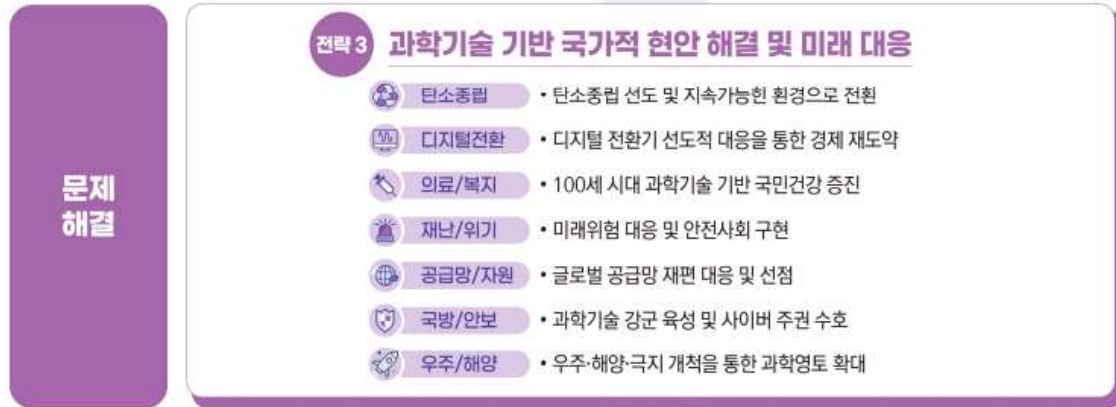 문제
해결
전략 3 과학기술 기반 국가적 현안 해결 및 미래 대응
탄소중립 • 탄소중립 선도 및 지속가능한 환경으로 전환
디지털전환 • 디지털 전환기 선도적 대응을 통한 경제 재도약
의료/복지 • 100세 시대 과학기술 기반 국민건강 증진
재난/위기 • 미래위험 대응 및 안전사회 구현
공급망/자원 • 글로벌 공급망 재편 대응 및 선점
국방/안보 • 과학기술 강군 육성 및 사이버 주권 수호
우주/해양 • 우주·해양·극지 개척을 통한 과학영토 확대